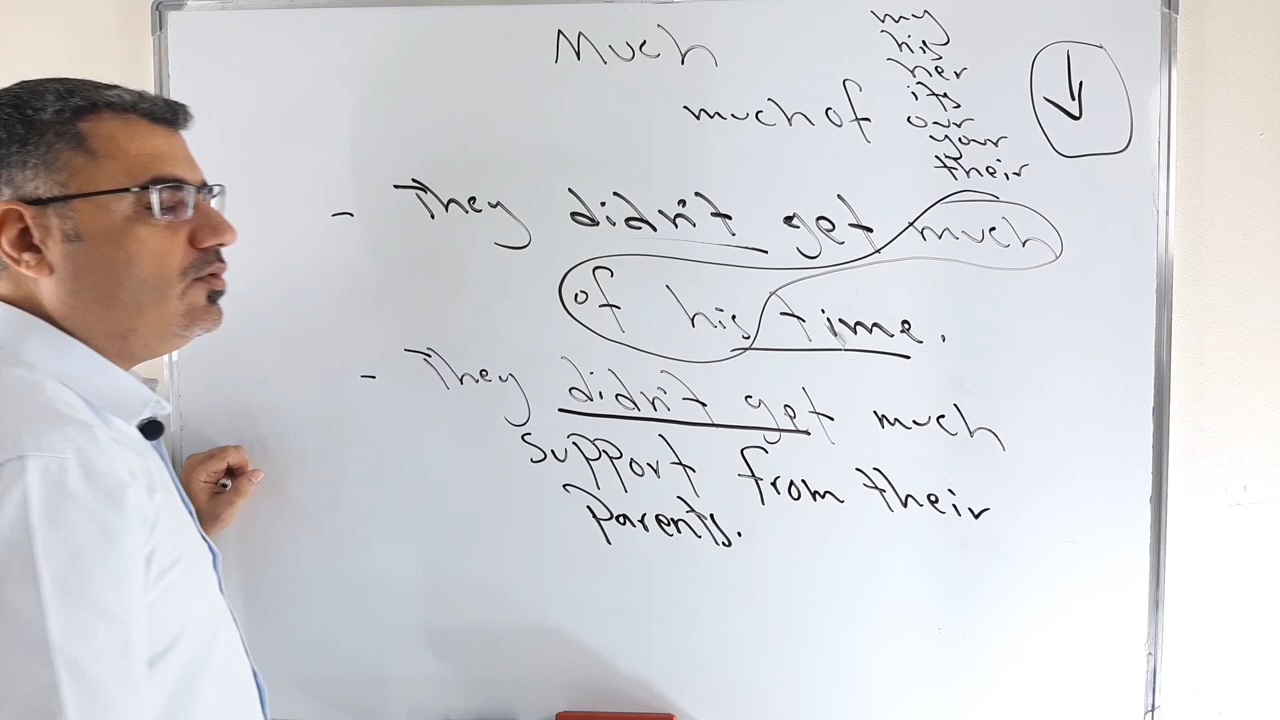 Much
much of
my
his
her
its
our
your
their
- They didn't get much
of his time.
- They didn't get much
support from their
parents.